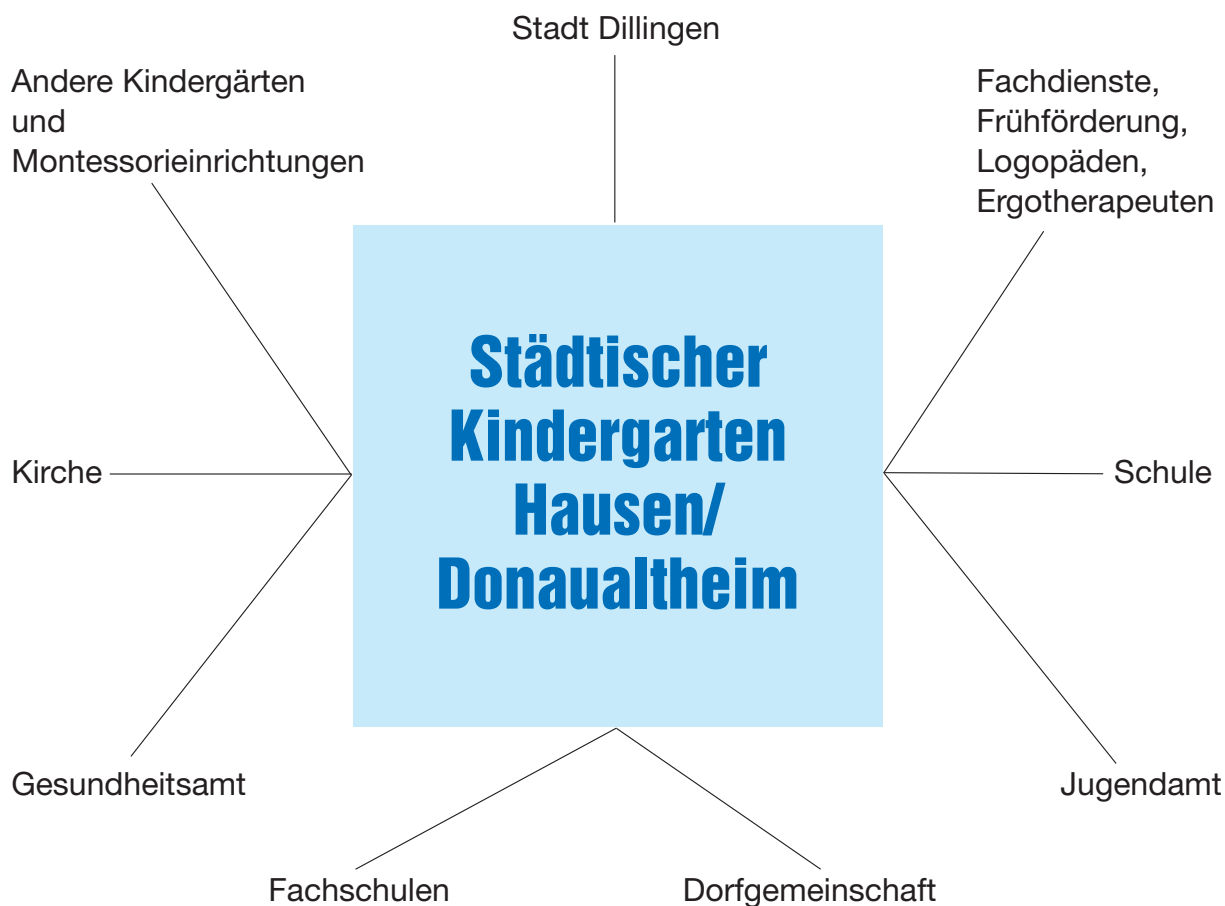 Stadt Dillingen
Andere Kindergärten
und
Montessorieinrichtungen
Fachdienste,
Frühförderung,
Logopäden,
Ergotherapeuten
Städtischer
Kindergarten
Hausen/
Donaualtheim
Kirche
Schule
Gesundheitsamt
Jugendamt
Fachschulen
Dorfgemeinschaft